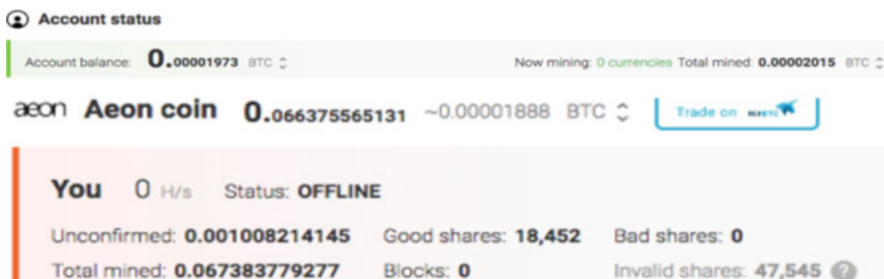 Account status
Account balance: 0.00001973 BTC Now mining: 0 currencies Total mined: 0.00002015 BTC
aeon Aeon coin 0.066375565131 ~0.00001888 BTC Trade on
You 0 H/s Status: OFFLINE
Unconfirmed: 0.001008214145 Good shares: 18,452 Bad shares: 0
Total mined: 0.067383779277 Blocks: 0 Invalid shares: 47,545 ?